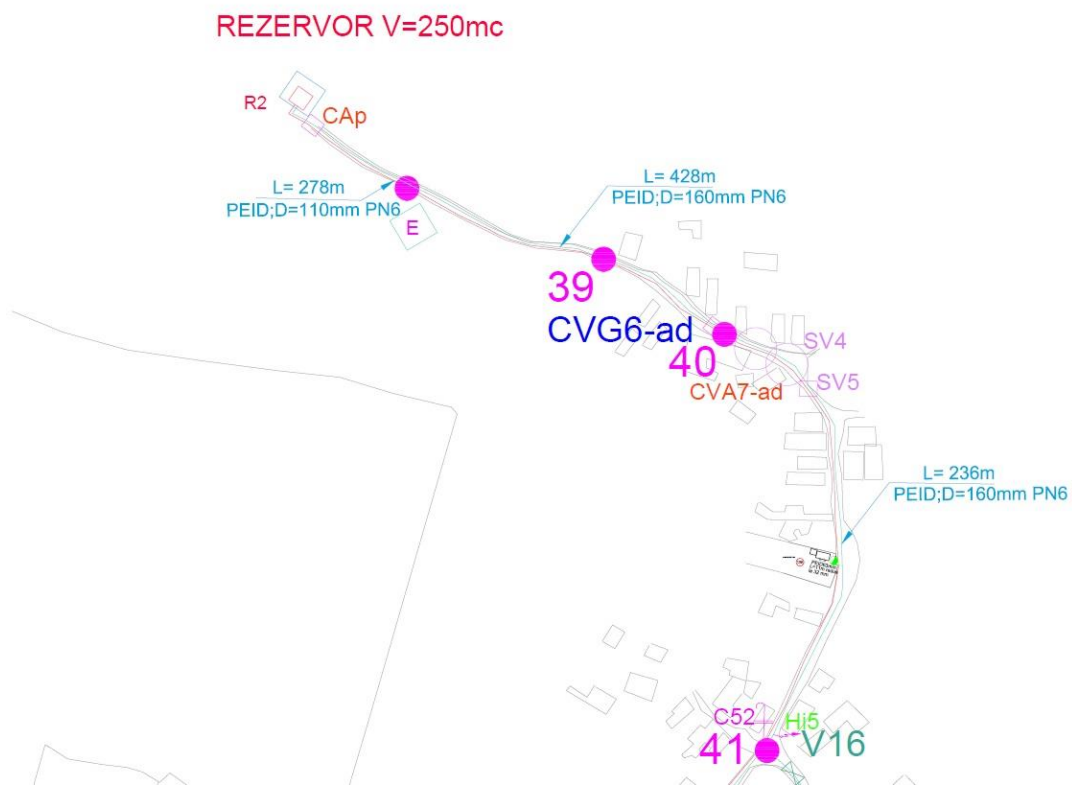 REZERVOR V=250mc
R2
CAp
L= 278m
PEID;D=110mm PN6
L= 428m
PEID;D=160mm PN6
E
39
CVG6-ad
40
SV4
SV5
CVA7-ad
L= 236m
PEID;D=160mm PN6
C52
Hi5
41
V16